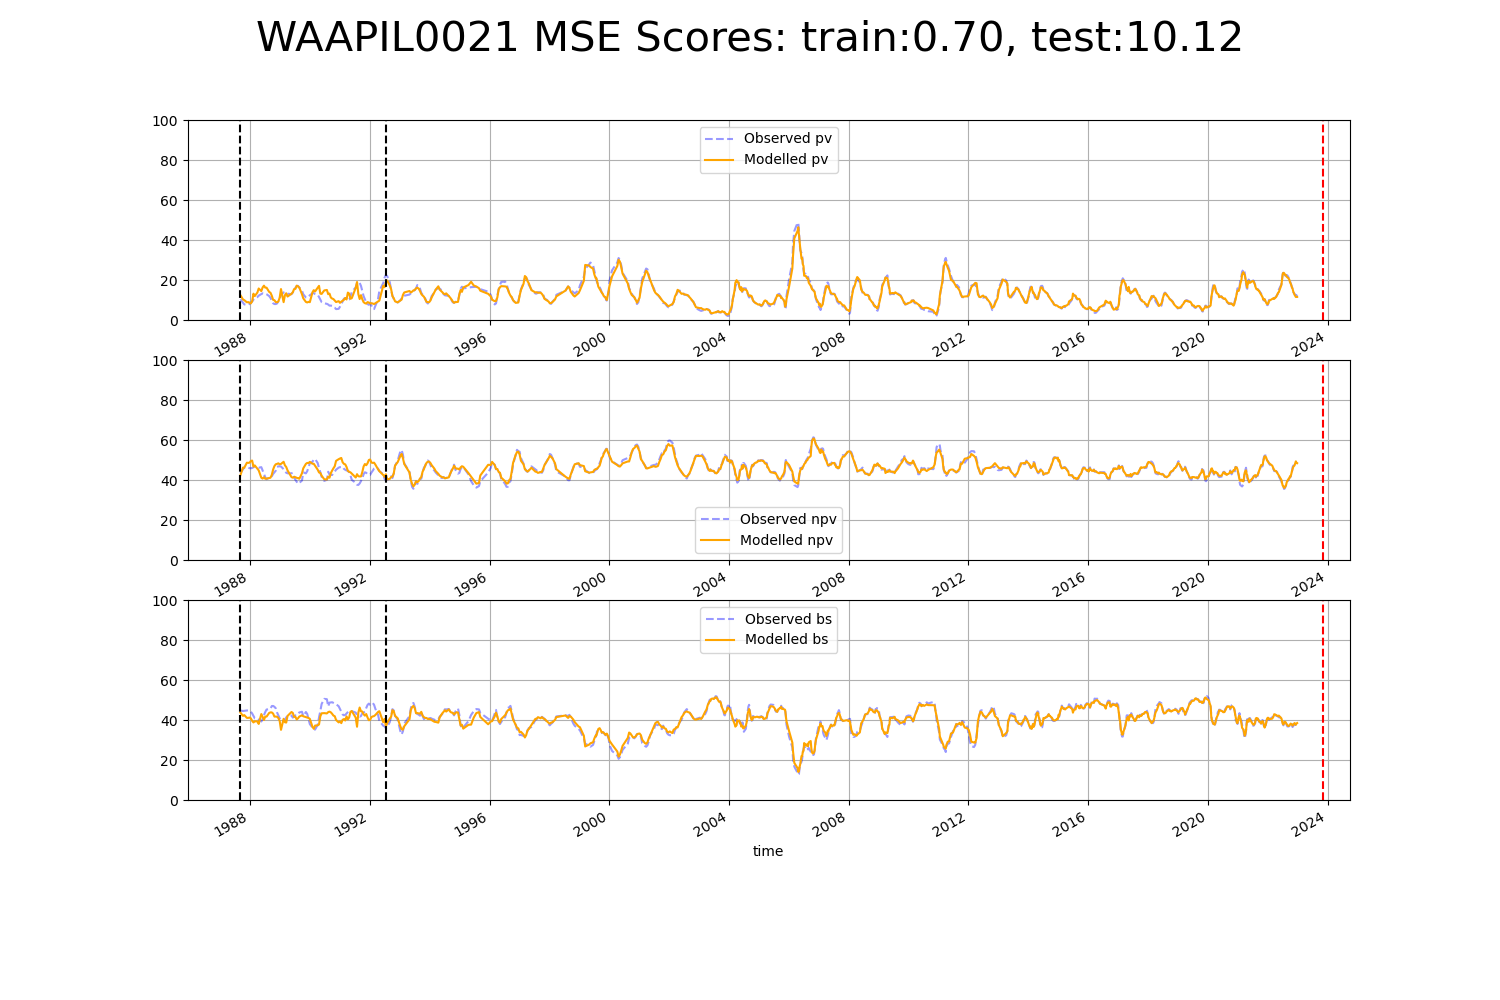 WAAPIL0021 MSE Scores: train:0.70, test:10.12
100
80
60
40
20
0
Observed pv
Modelled pv
1988 1992 1996 2000 2004 2008 2012 2016 2020 2024
100
80
60
40
20
0
Observed npv
Modelled npv
1988 1992 1996 2000 2004 2008 2012 2016 2020 2024
100
80
60
40
20
0
Observed bs
Modelled bs
1988 1992 1996 2000 2004 2008 2012 2016 2020 2024
time